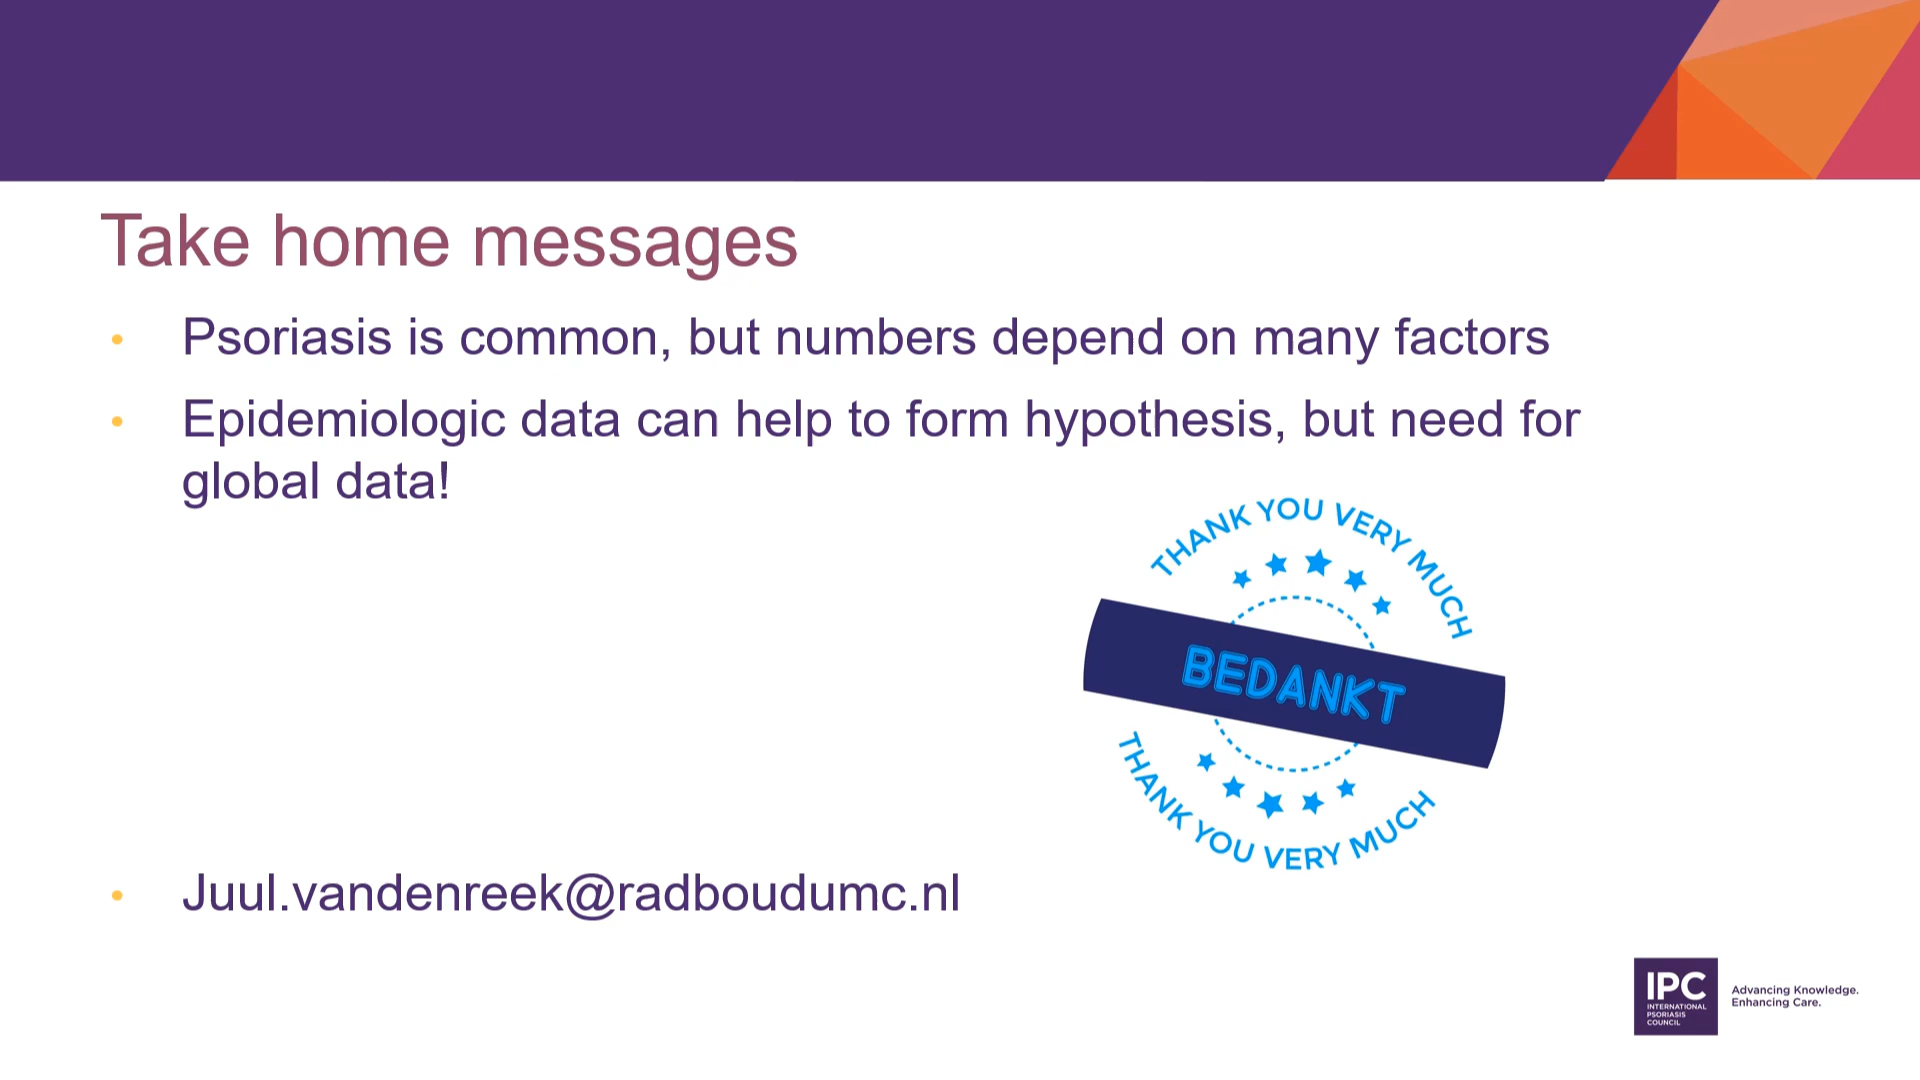 Take home messages
• Psoriasis is common, but numbers depend on many factors
• Epidemiologic data can help to form hypothesis, but need for
global data!
THANK YOU VERY MUCH
BEDANKT
THANK YOU VERY MUCH
• Juul.vandenreek@radboudumc.nl
IPC
INTERNATIONAL
PSORIASIS
COUNCIL
Advancing Knowledge.
Enhancing Care.